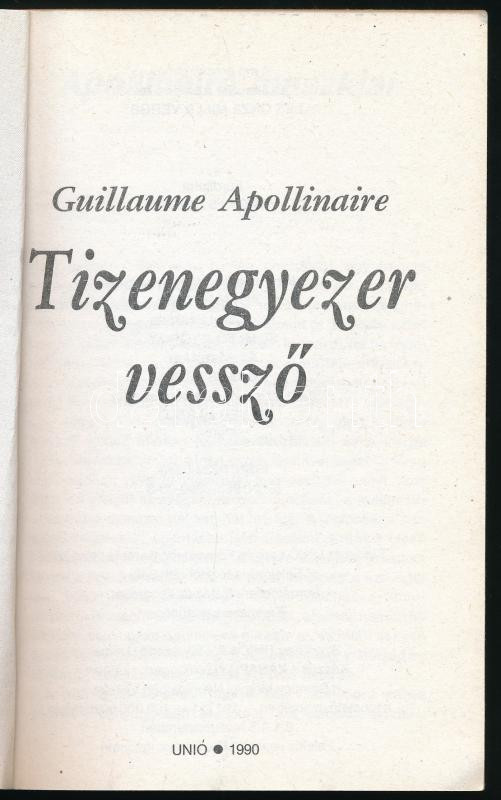 Guillaume Apollinaire
Tizenegyezer
vessző
UNIÓ ● 1990